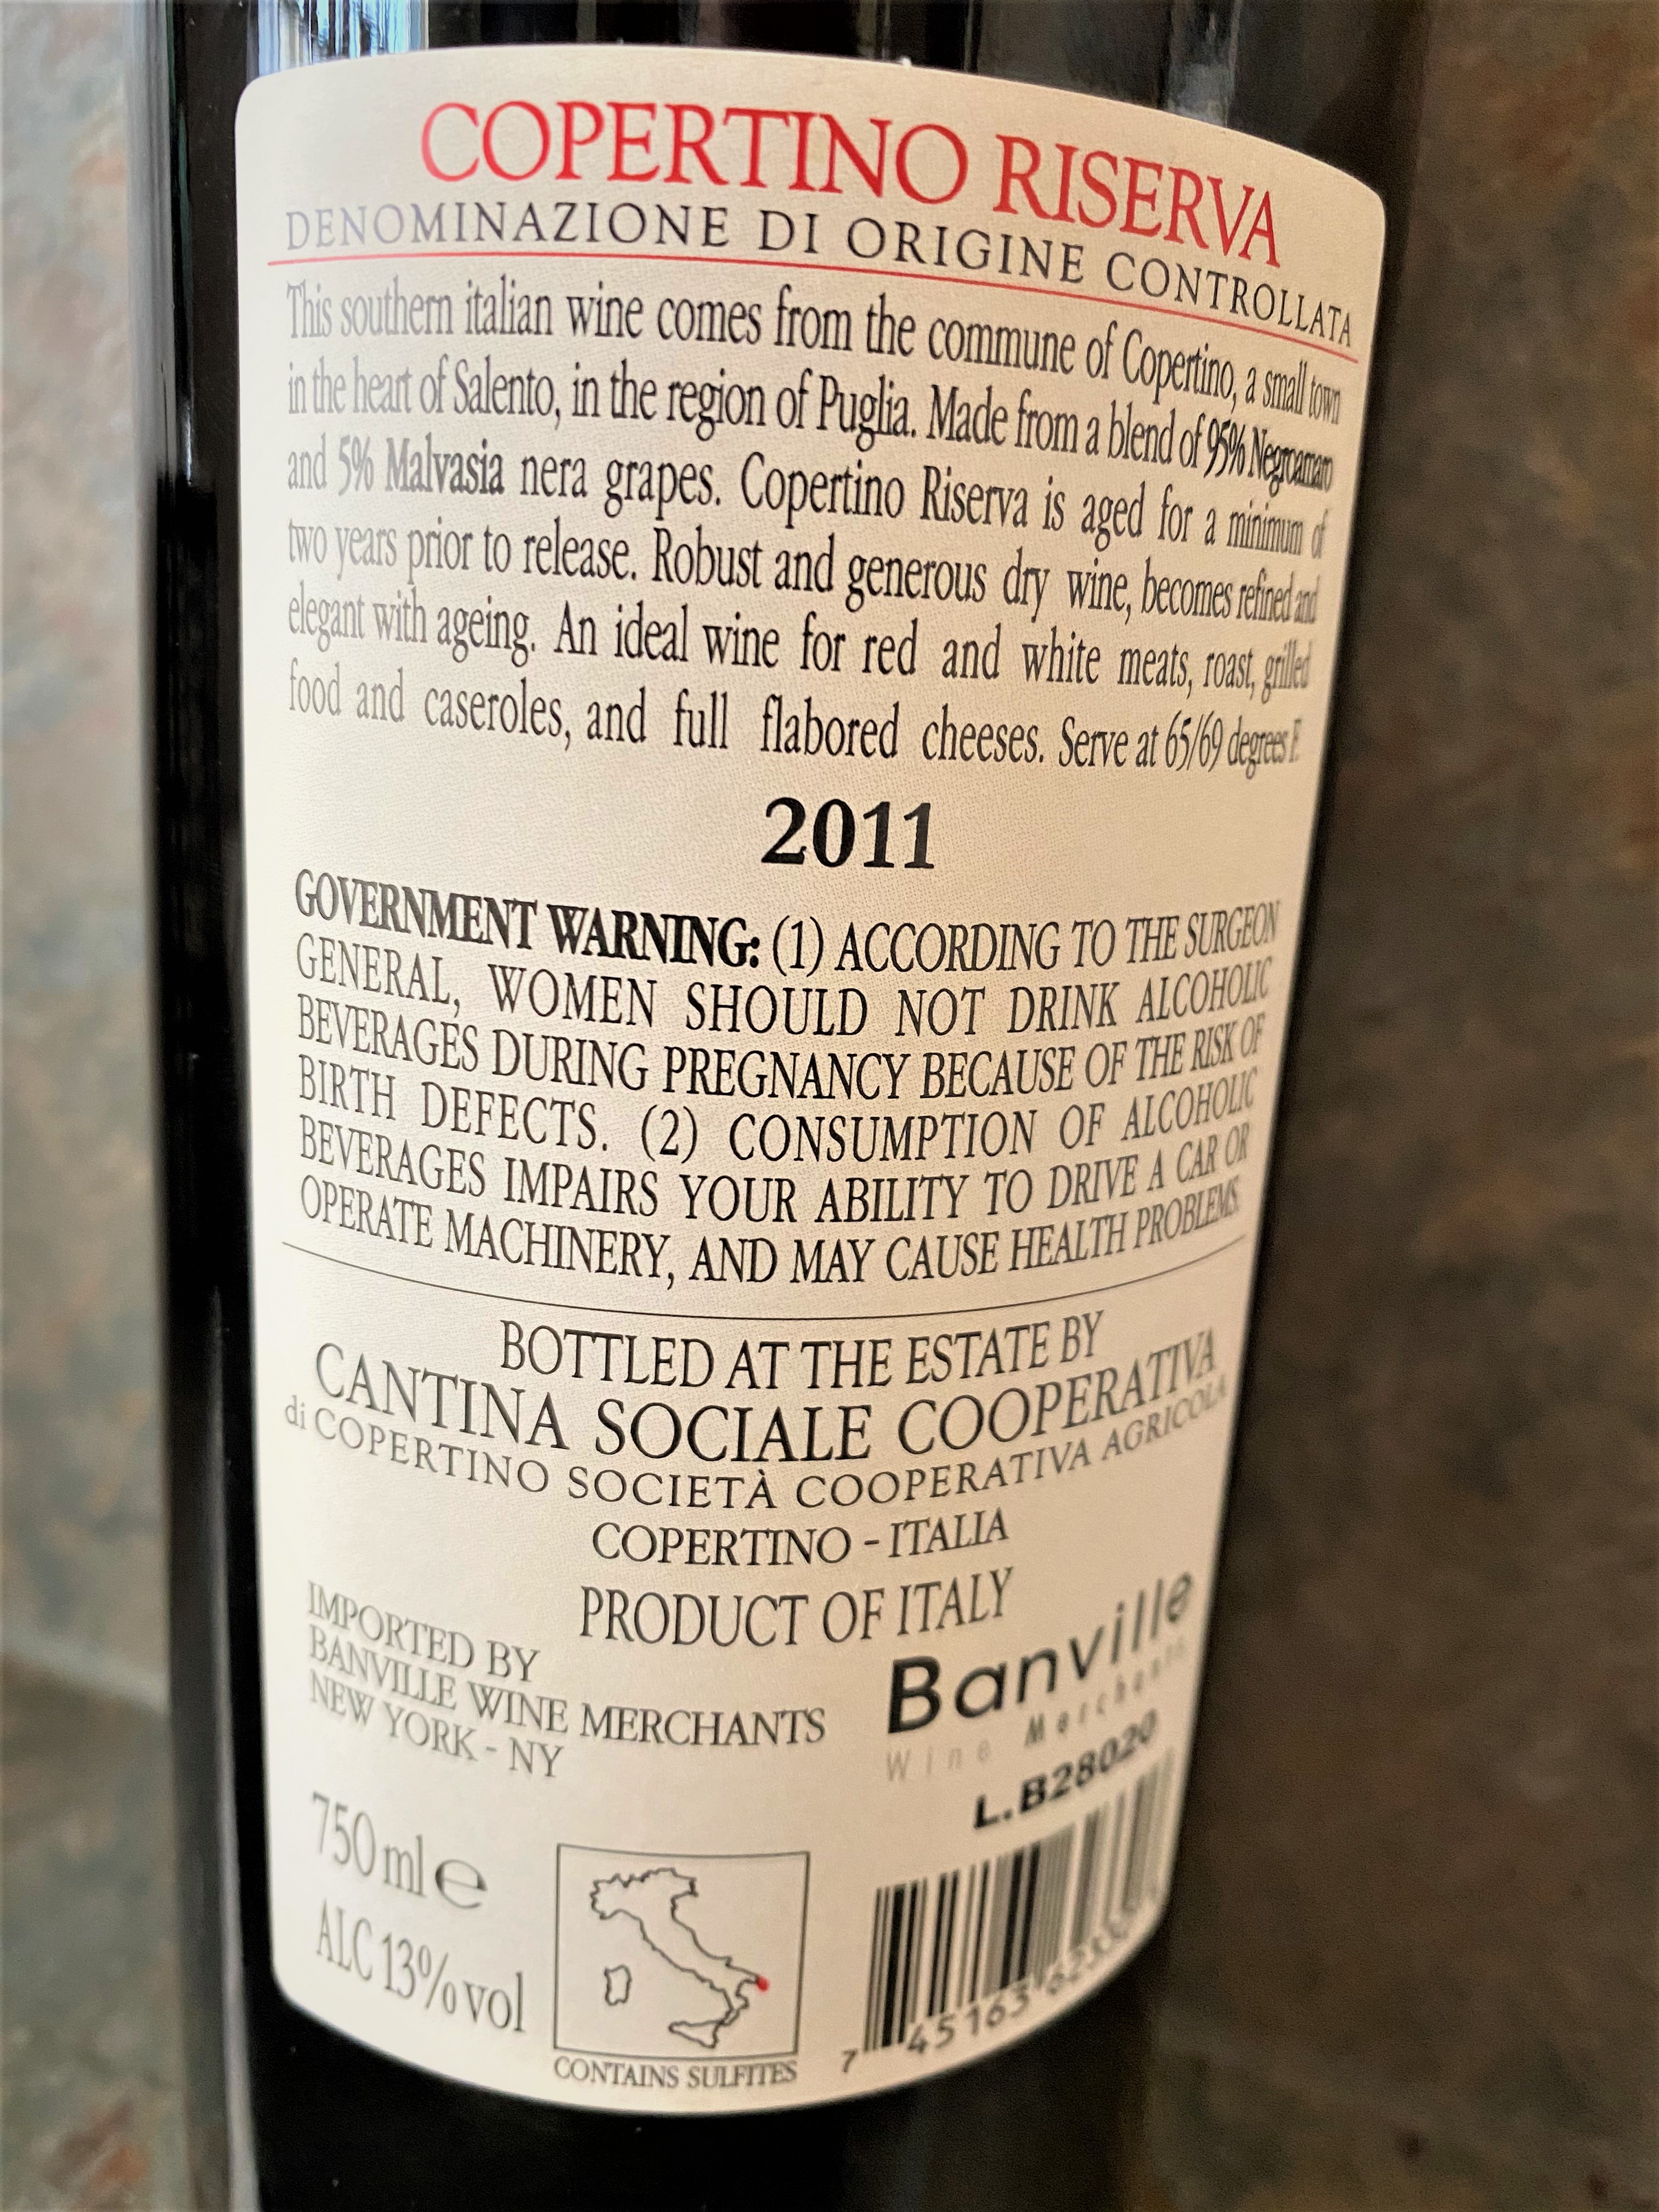 COPERTINO RISERVA
DENOMINAZIONE DI ORIGINE CONTROLLATA
This southern italian wine comes from the commune of Copertino, a small town
in the heart of Salento, in the region of Puglia. Made from a blend of 95% Negroamaro
and 5% Malvasia nera grapes. Copertino Riserva is aged for a minimum of
two years prior to release. Robust and generous dry wine, becomes refined and
elegant with ageing. An ideal wine for red and white meats, roast, grilled
food and caseroles, and full flabored cheeses. Serve at 65/69 degrees F.
2011
GOVERNMENT WARNING: (1) ACCORDING TO THE SURGEON
GENERAL, WOMEN SHOULD NOT DRINK ALCOHOLIC
BEVERAGES DURING PREGNANCY BECAUSE OF THE RISK OF
BIRTH DEFECTS. (2) CONSUMPTION OF ALCOHOLIC
BEVERAGES IMPAIRS YOUR ABILITY TO DRIVE A CAR OR
OPERATE MACHINERY, AND MAY CAUSE HEALTH PROBLEMS.
BOTTLED AT THE ESTATE BY
CANTINA SOCIALE COOPERATIVA
di COPERTINO SOCIETÀ COOPERATIVA AGRICOLA
COPERTINO - ITALIA
PRODUCT OF ITALY
IMPORTED BY
BANVILLE WINE MERCHANTS
NEW YORK - NY
Banville
Wine Merchants
L.B28020
750 ml e
ALC 13% vol
CONTAINS SULFITES
7 45163